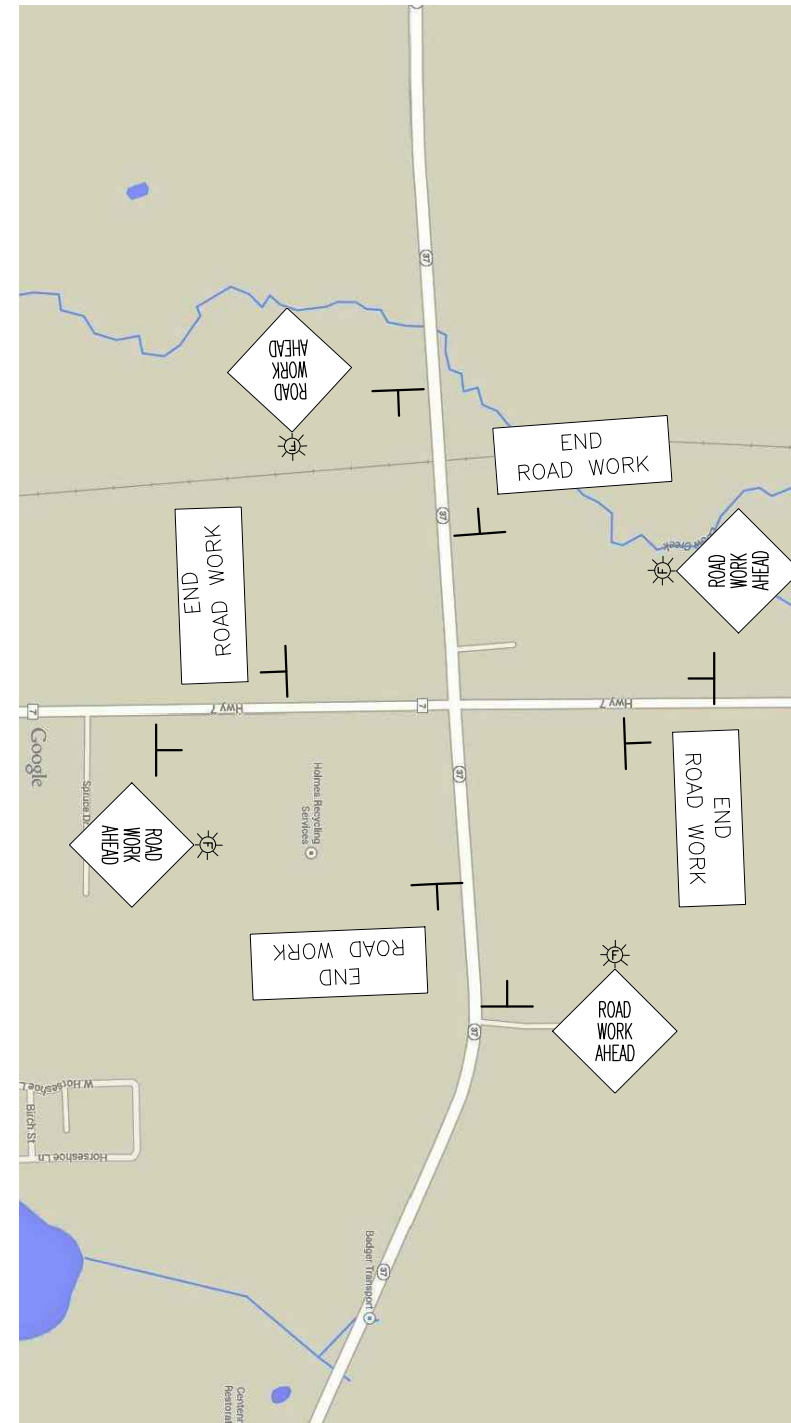 37
ROAD
WORK
AHEAD
F
END
ROAD WORK
37
END
ROAD WORK
ROAD
WORK
AHEAD
F
7
Hwy 7
7
Hwy 7
Google
37
Spruce Dr
Holmes Recycling
Services
ROAD
WORK
AHEAD
F
END
ROAD WORK
END
ROAD WORK
F
ROAD
WORK
AHEAD
37
W Horseshoe L
Birch St
Horseshoe Ln
Badger Transport
37